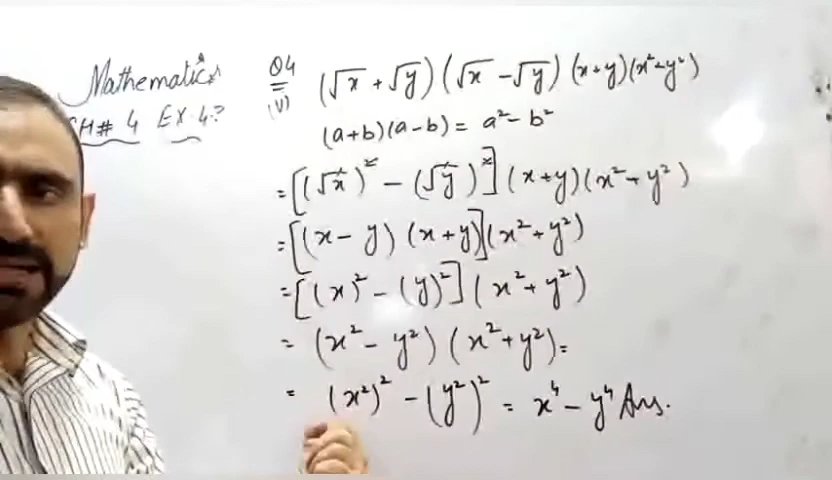 Mathematics
CH# 4 EX 4.?
Q4
(v)
(√x + √y)(√x - √y)(x+y)(x²+y²)
(a+b)(a-b) = a² - b²
= [(√x)² - (√y)²](x+y)(x²+y²)
= [(x-y)(x+y)](x²+y²)
= [(x)² - (y)²](x²+y²)
= (x² - y²)(x²+y²) =
= (x²)² - (y²)² = x⁴ - y⁴ Ans.